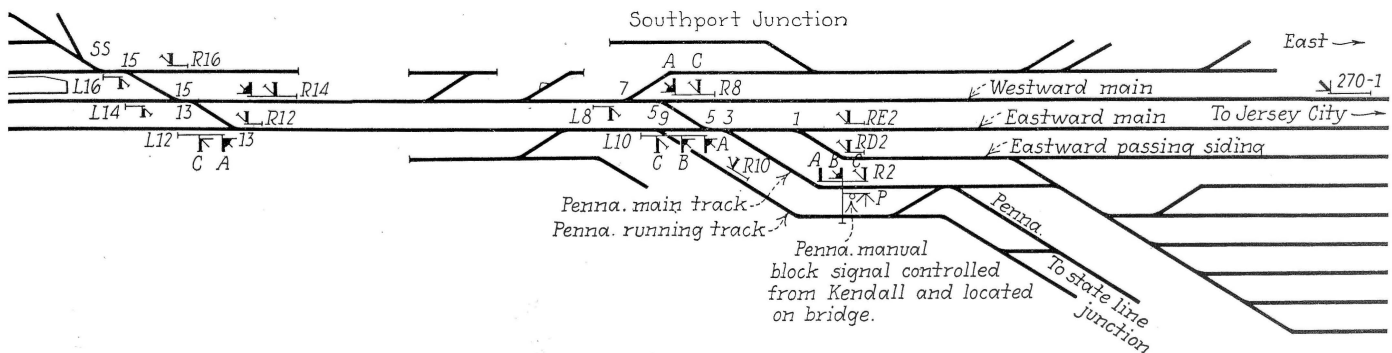 Southport Junction
East
SS
15
R16
A C
L16
15
R14
7
R8
Westward main
270-1
L14
13
R12
L8
5
9
5
3
1
RE2
Eastward main
To Jersey City
L12
13
L10
RD2
Eastward passing siding
C A
C
B
A
R10
A B C
R2
P
Penna. main track
Penna. running track
Penna. manual
block signal controlled
from Kendall and located
on bridge.
Penna.
To state line
junction